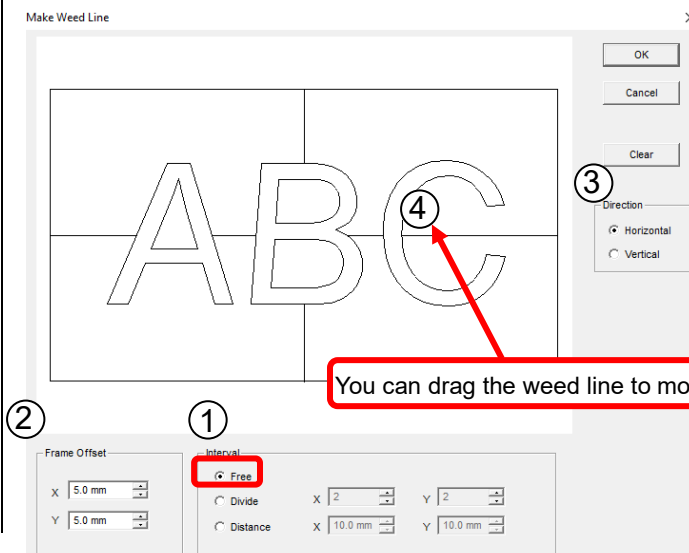 Make Weed Line
OK
Cancel
Clear
③
Direction
Horizontal
Vertical
ABC
④
You can drag the weed line to mo
②
①
Frame Offset
X 5.0 mm
Y 5.0 mm
Interval
Free
Divide X 2 Y 2
Distance X 10.0 mm Y 10.0 mm